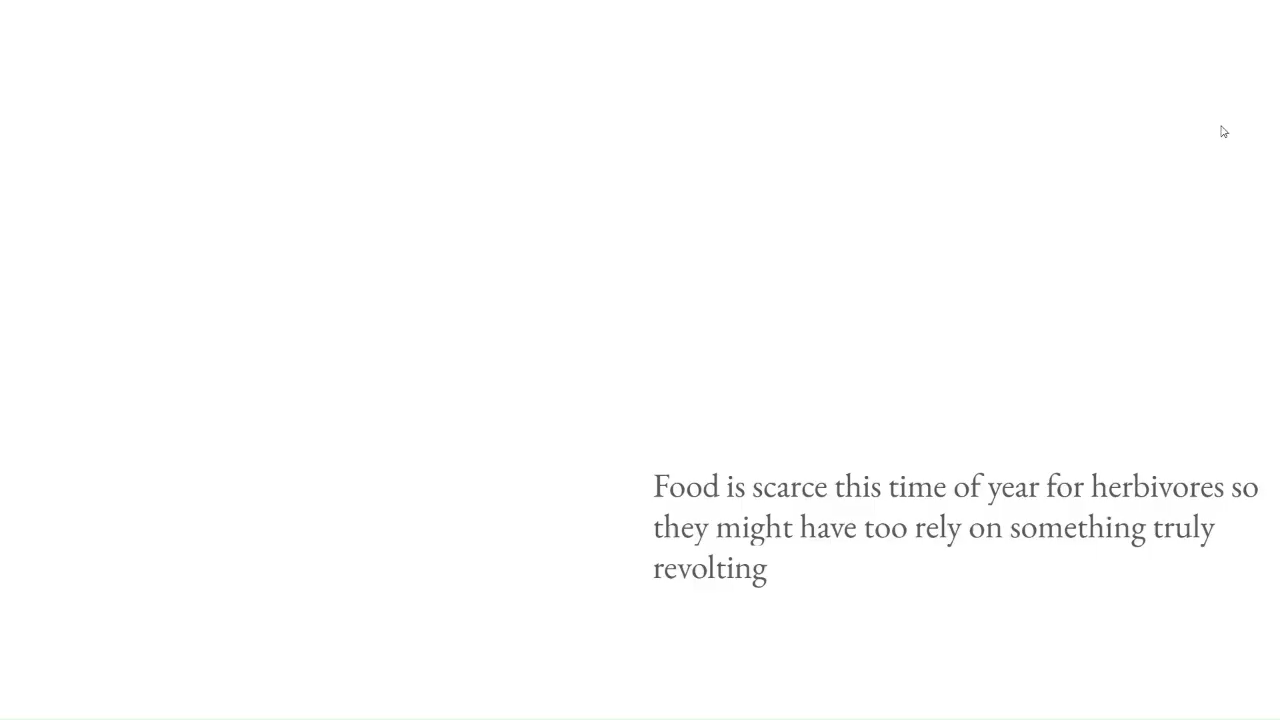 Food is scarce this time of year for herbivores so
they might have too rely on something truly
revolting